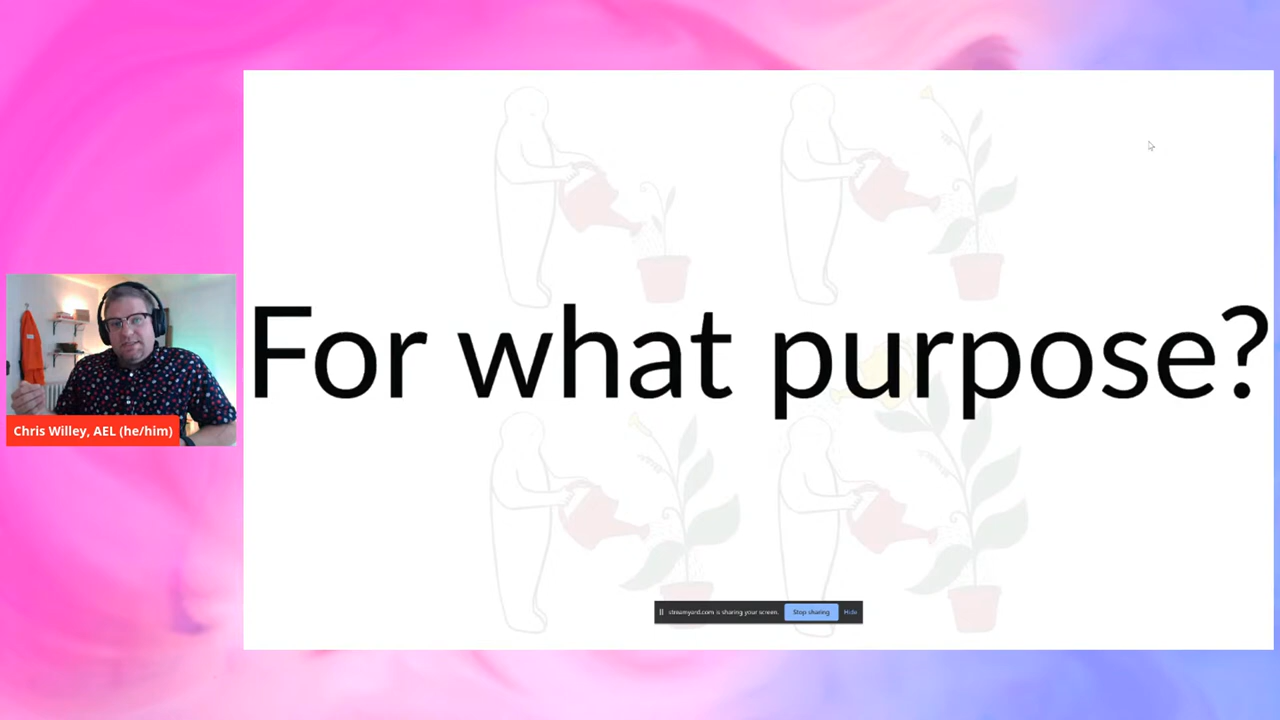 For what purpose?
Chris Willey, AEL (he/him)
streamyard.com is sharing your screen.
Stop sharing
Hide